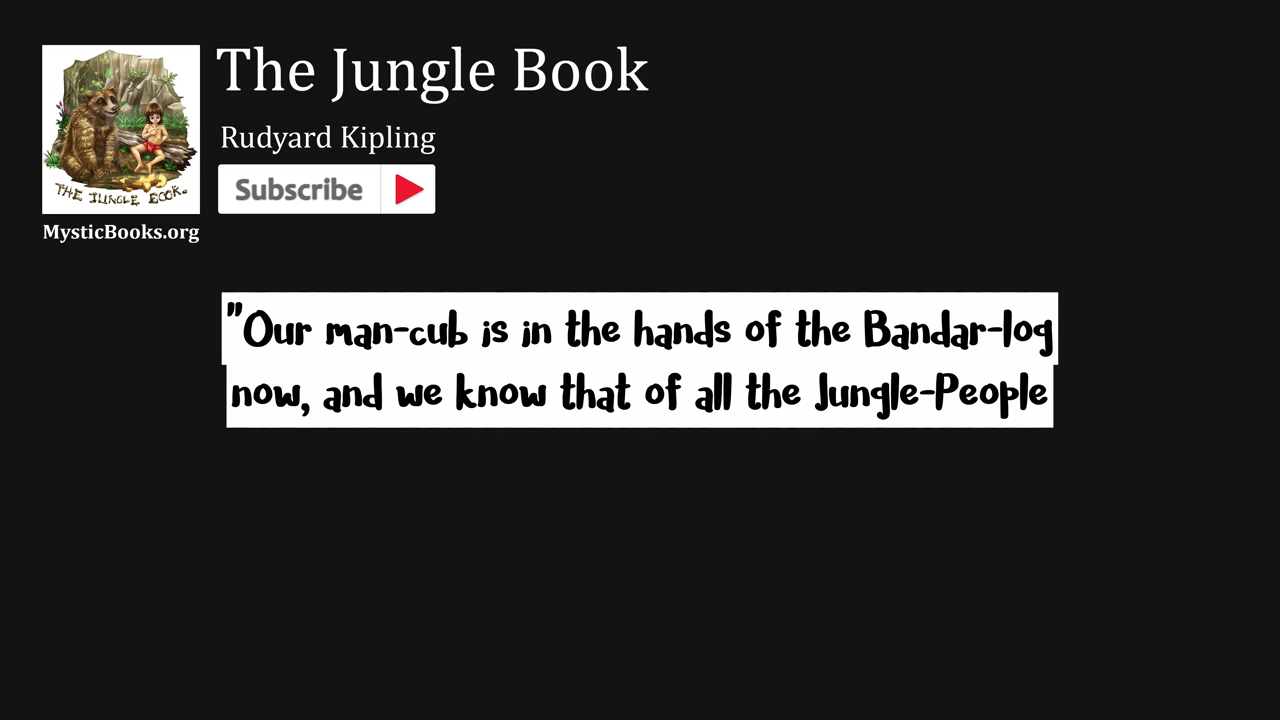 The Jungle Book
Rudyard Kipling
Subscribe
THE JUNGLE BOOK.
MysticBooks.org
"Our man-cub is in the hands of the Bandar-log
now, and we know that of all the Jungle-People